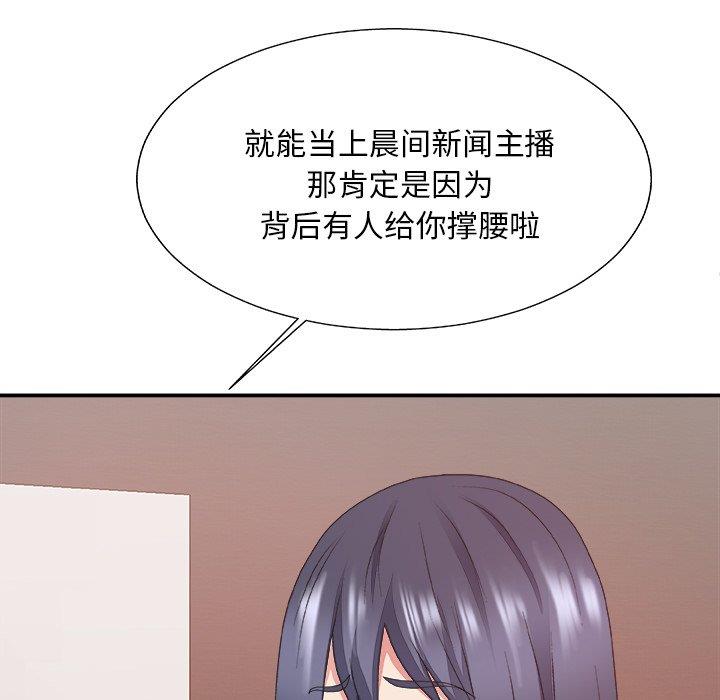 就能当上晨间新闻主播
那肯定是因为
背后有人给你撑腰啦